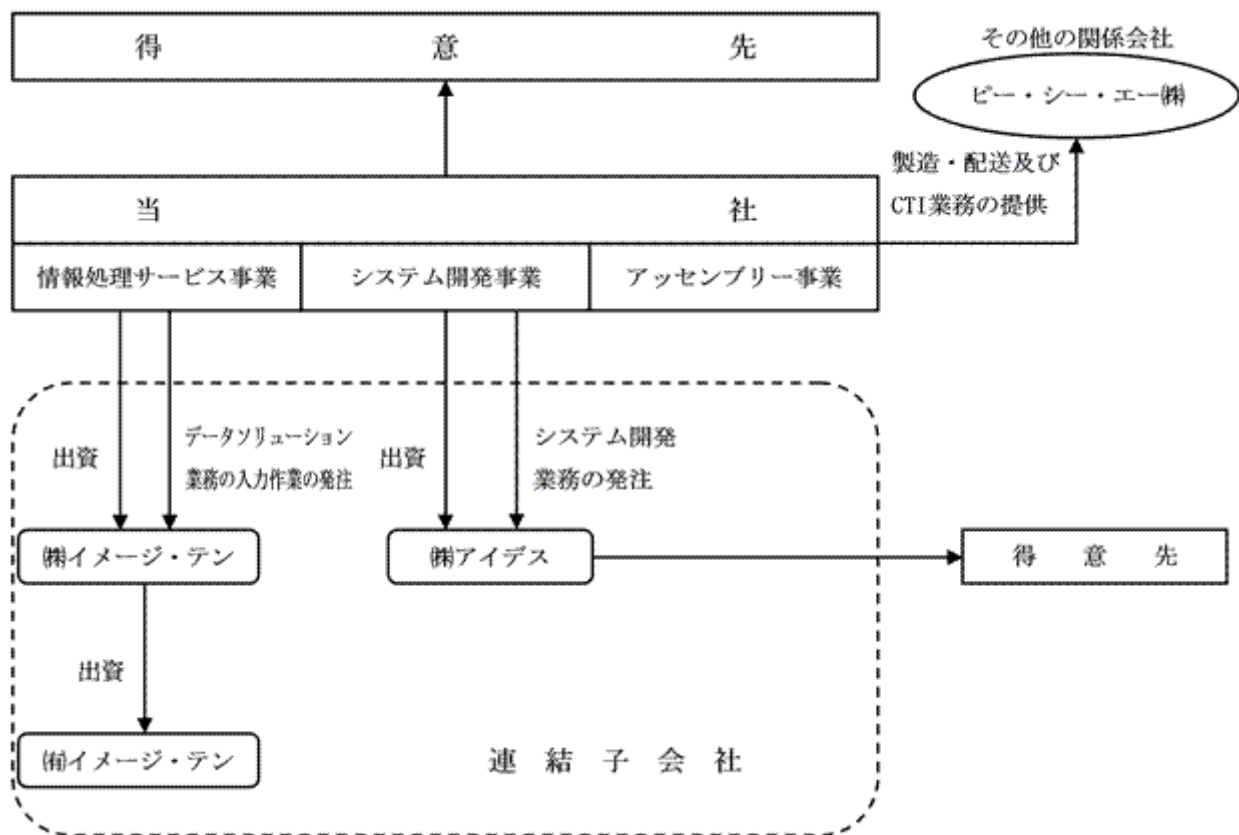 得意先
その他の関係会社
ピー・シー・エー㈱
製造・配送及び
CTI業務の提供
当社
情報処理サービス事業
システム開発事業
アッセンブリー事業
出資
データソリューション
業務の入力作業の発注
出資
システム開発
業務の発注
㈱イメージ・テン
㈱アイデス
得意先
出資
㈲イメージ・テン
連結子会社